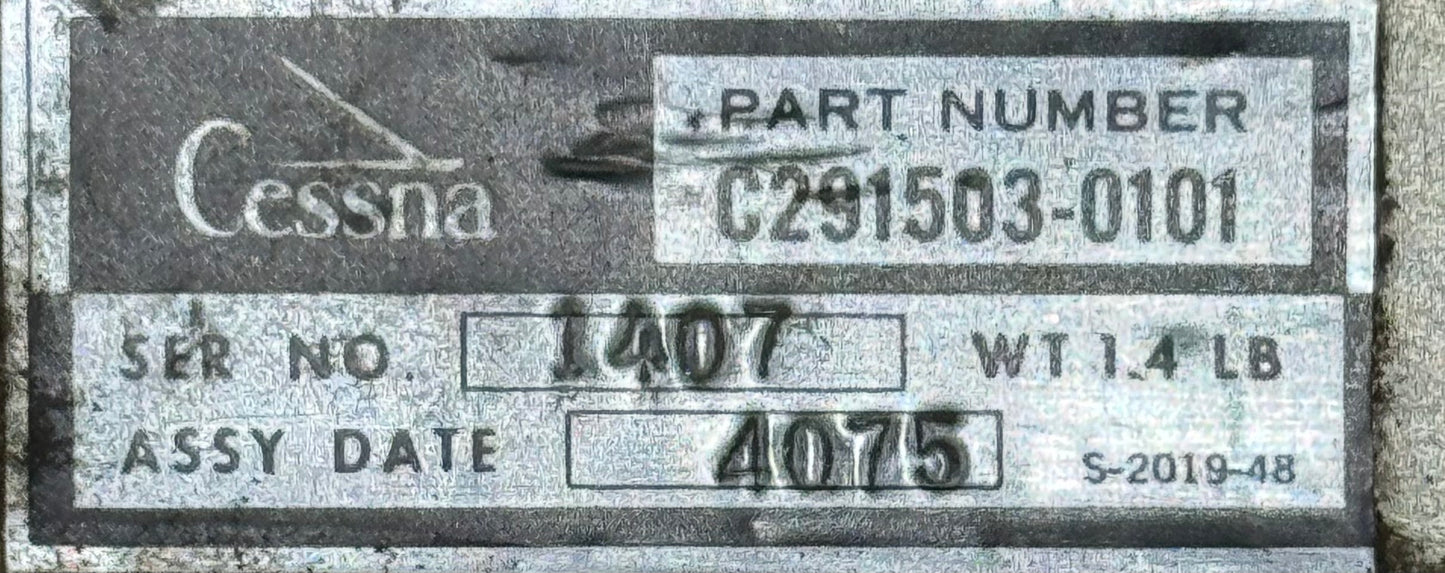 Cessna
PART NUMBER
C291503-0101
SER NO. 1407 WT 1.4 LB
ASSY DATE 4075
S-2019-48